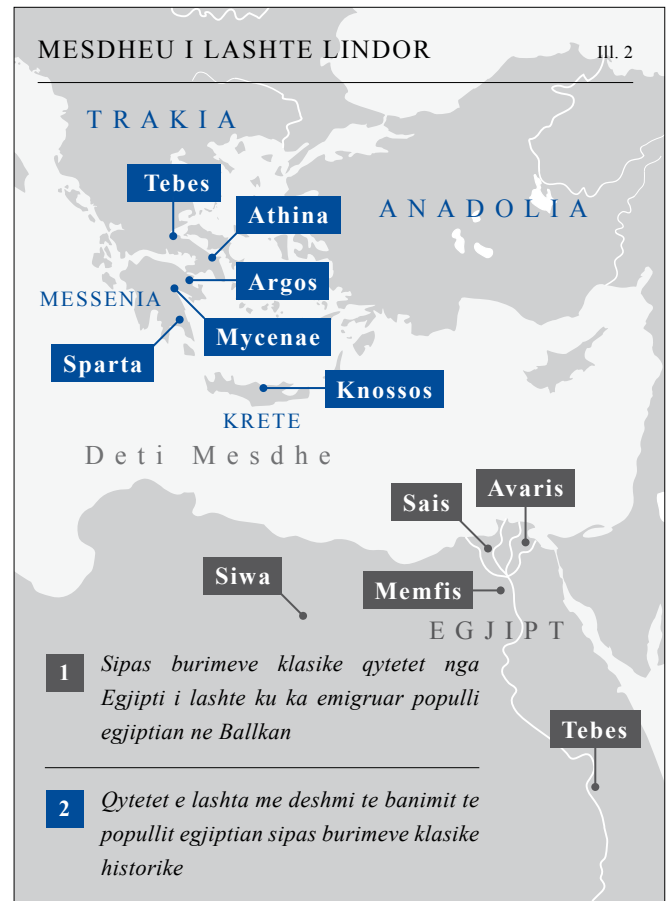 MESDHEU I LASHTE LINDOR
Ill. 2
TRAKIA
Tebes
Athina
ANADOLIA
Argos
MESSENIA
Mycenae
Sparta
Knossos
KRETE
Deti Mesdhe
Avaris
Sais
Siwa
Memfis
EGJIPT
1
Sipas burimeve klasike qytetet nga
Egjipti i lashte ku ka emigruar populli
egjiptian ne Ballkan
Tebes
2
Qytetet e lashta me deshmi te banimit te
popullit egjiptian sipas burimeve klasike
historike